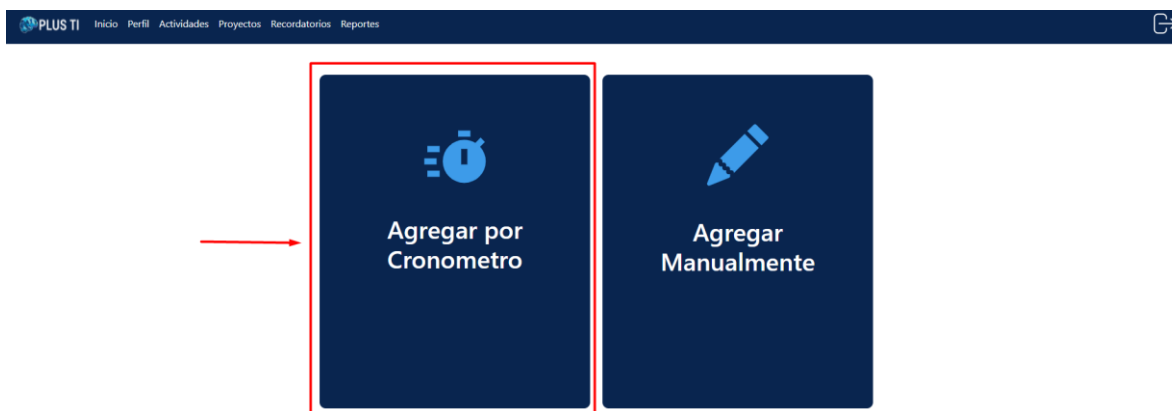 PLUS TI Inicio Perfil Actividades Proyectos Recordatorios Reportes
Agregar por
Cronometro
Agregar
Manualmente